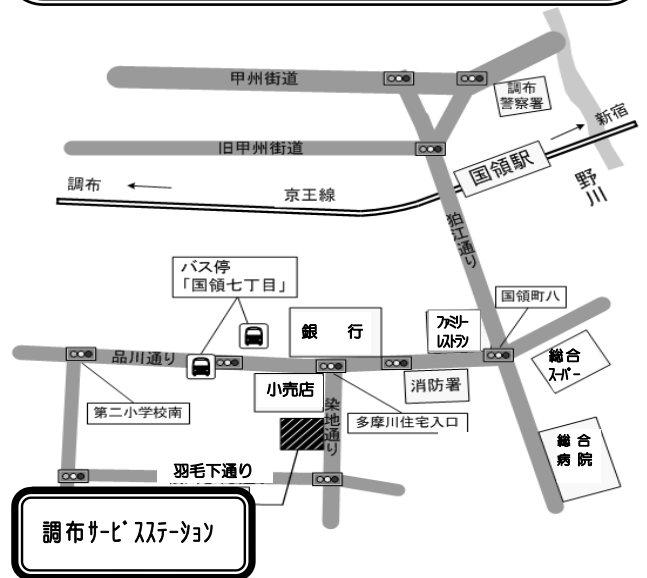 甲州街道
調布
警察署
旧甲州街道
新宿
国領駅
野川
調布
京王線
狛江通り
バス停
「国領七丁目」
国領町八
銀 行
ファミリー
レストラン
品川通り
総合
スーパー
小売店
消防署
第二小学校南
染地通り
多摩川住宅入口
総合
病院
羽毛下通り
調布サービスステーション